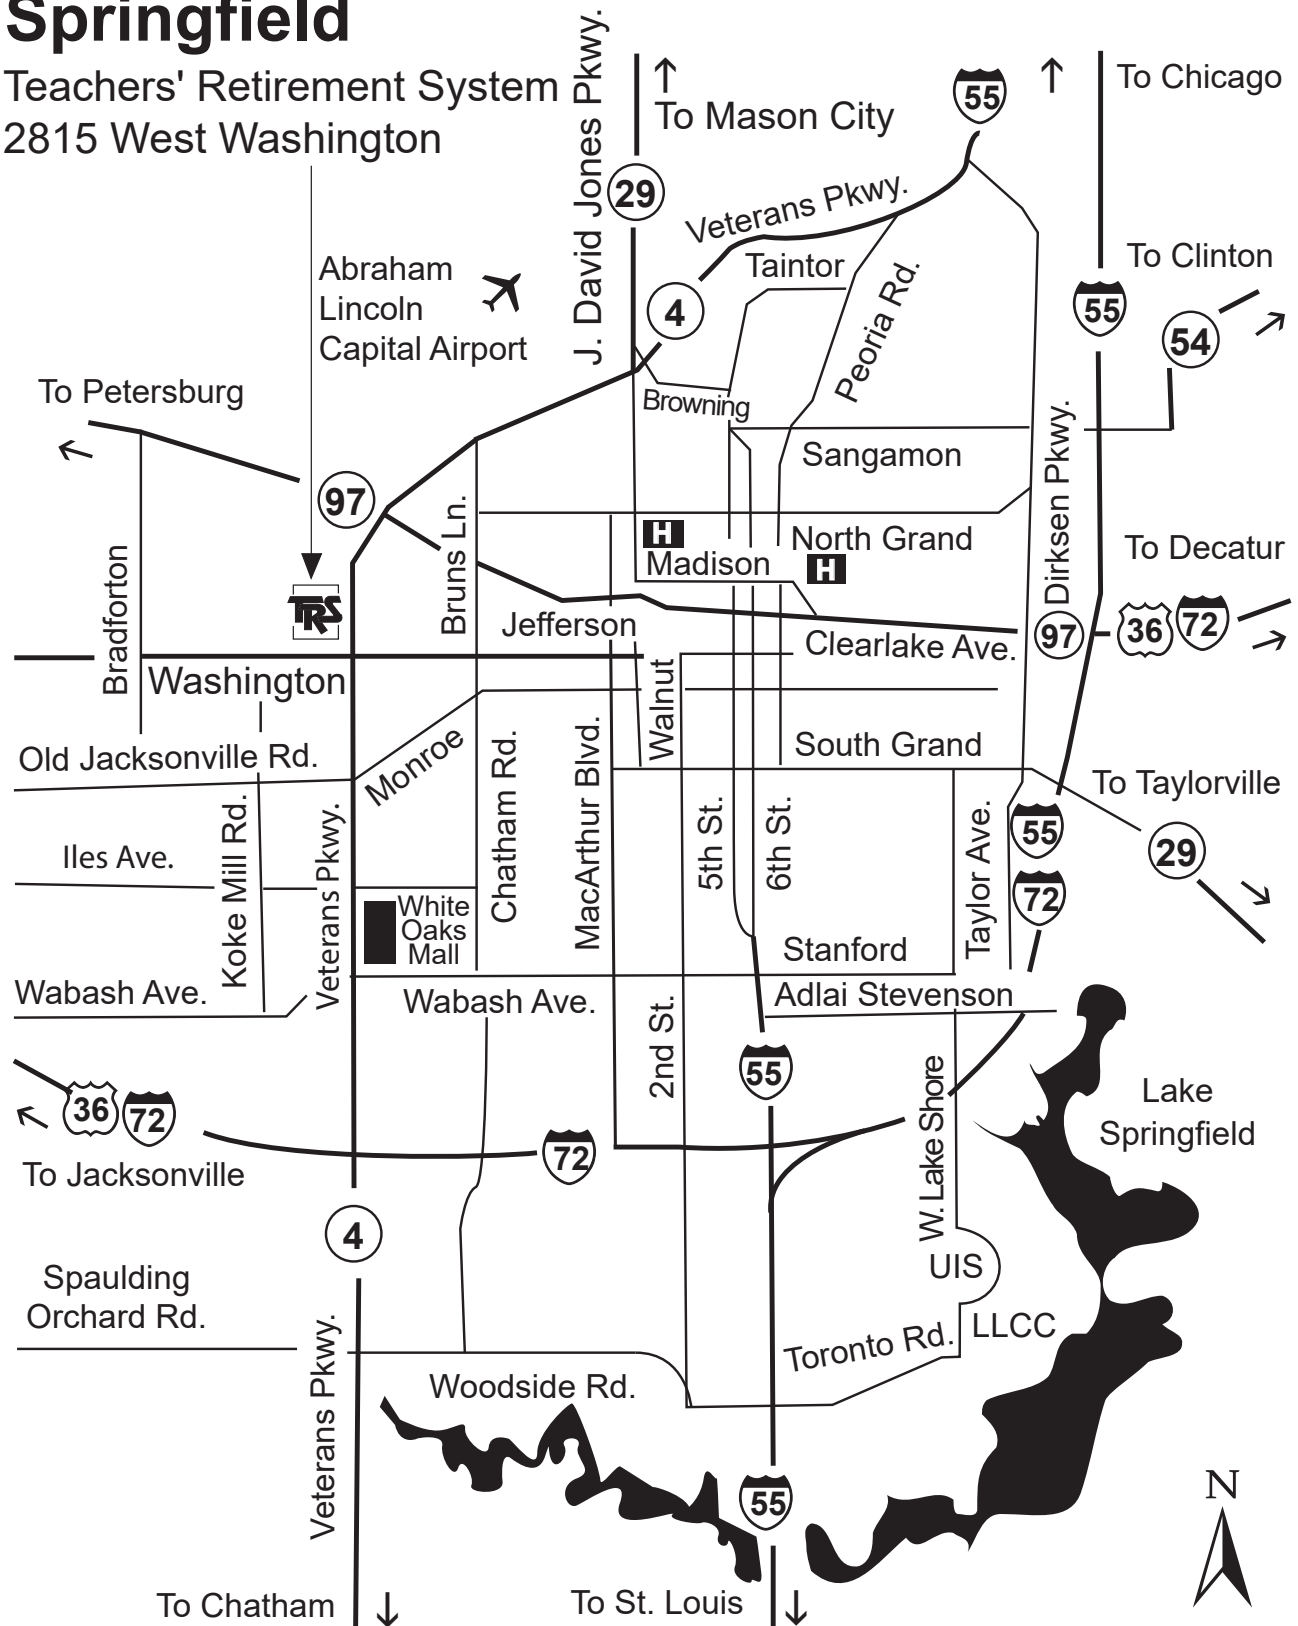 Springfield
Teachers' Retirement System
2815 West Washington
J. David Jones Pkwy.
To Mason City
55
To Chicago
29
Veterans Pkwy.
Abraham
Lincoln
Capital Airport
Taintor
4
Peoria Rd.
To Clinton
55
54
To Petersburg
Browning
97
Sangamon
Dirksen Pkwy.
Bruns Ln.
H
Madison
North Grand
H
To Decatur
Bradforton
TRS
Jefferson
Clearlake Ave.
97
36
72
Washington
Walnut
Old Jacksonville Rd.
Monroe
Chatham Rd.
MacArthur Blvd.
South Grand
To Taylorville
Koke Mill Rd.
Veterans Pkwy.
5th St.
6th St.
Taylor Ave.
55
29
Iles Ave.
72
White
Oaks
Mall
Stanford
Wabash Ave.
Wabash Ave.
Adlai Stevenson
2nd St.
55
W. Lake Shore
Lake
Springfield
36
72
72
To Jacksonville
4
UIS
Spaulding
Orchard Rd.
LLCC
Toronto Rd.
Veterans Pkwy.
Woodside Rd.
55
N
To Chatham
To St. Louis